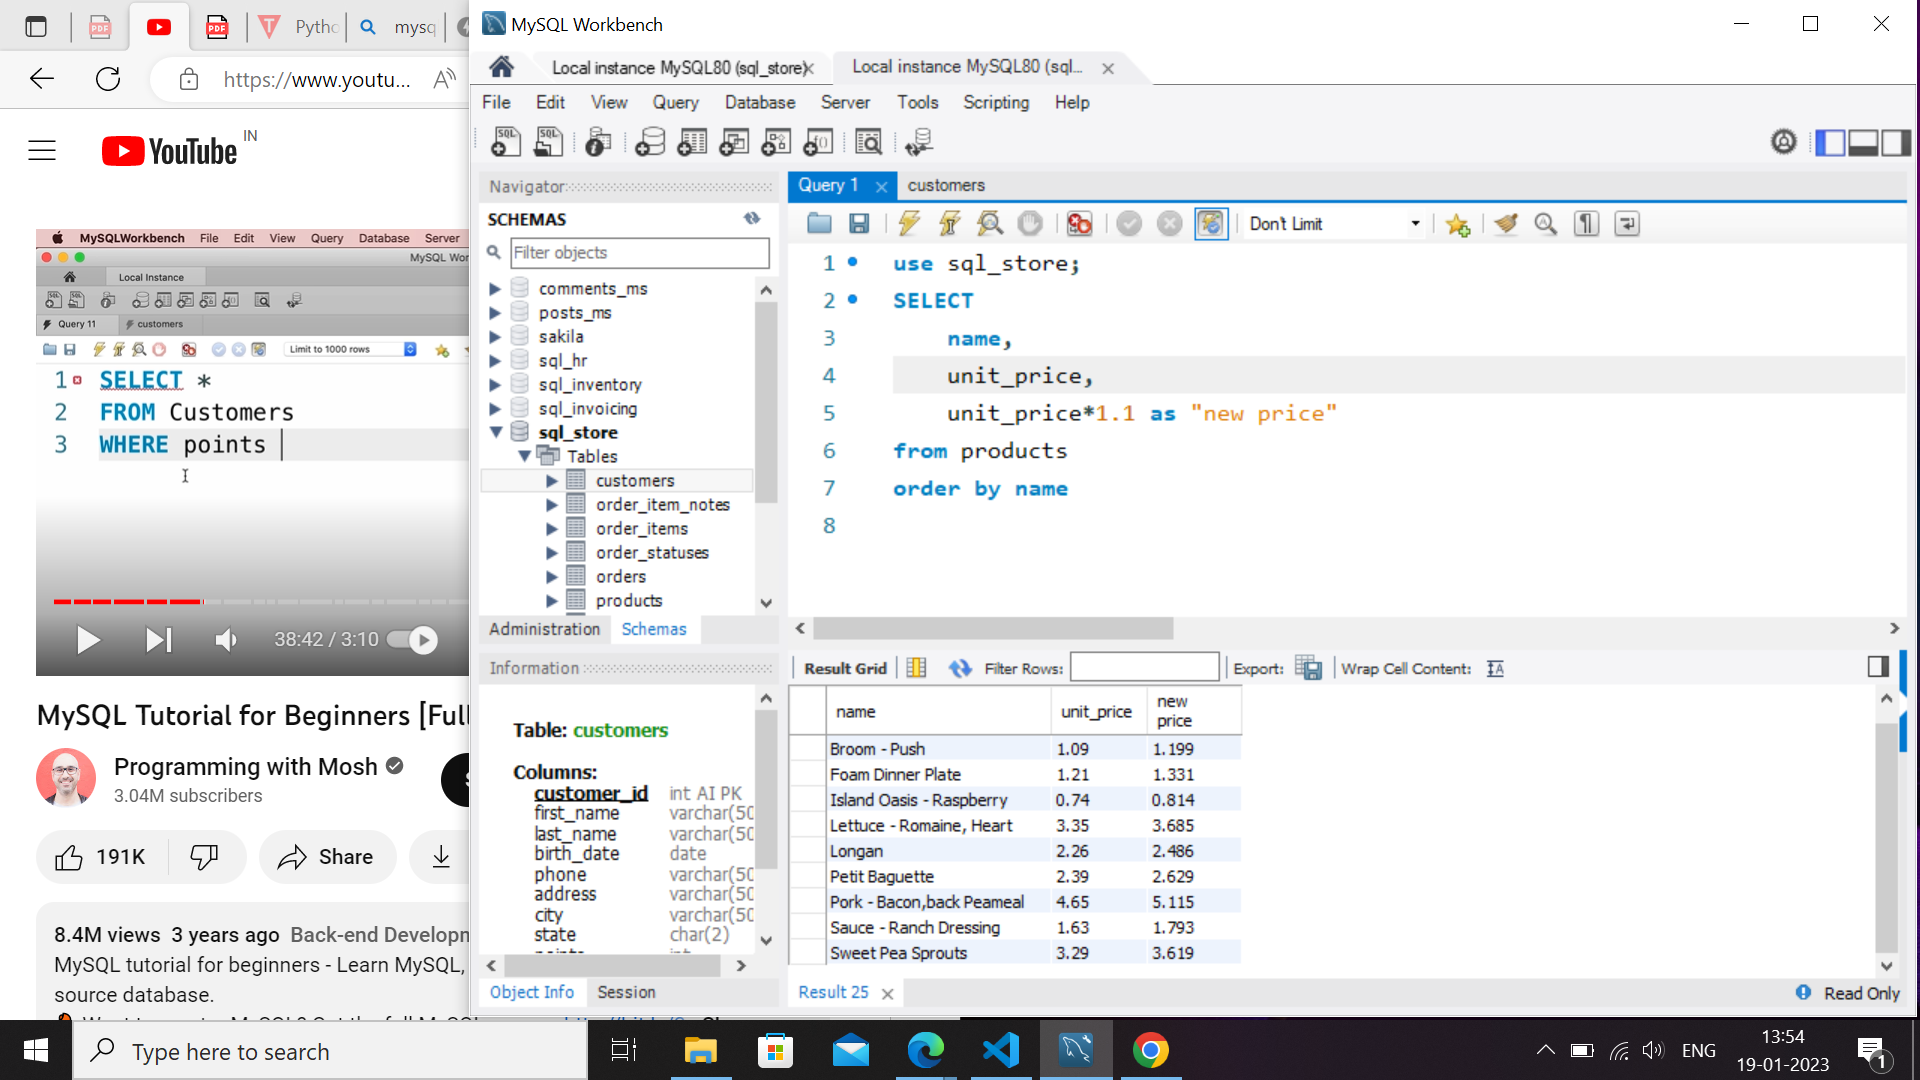 Pytho
mysq
https://www.youtu...
YouTube IN
MySQLWorkbench File Edit View Query Database Server
MySQL Wor
Local Instance
Query 11 customers
Limit to 1000 rows
1 SELECT *
2 FROM Customers
3 WHERE points
38:42 / 3:10
MySQL Tutorial for Beginners [Full
Programming with Mosh
3.04M subscribers
191K Share
8.4M views 3 years ago Back-end Developm
MySQL tutorial for beginners - Learn MySQL,
source database.
MySQL Workbench
Local instance MySQL80 (sql_store)
Local instance MySQL80 (sql...
File Edit View Query Database Server Tools Scripting Help
Navigator
SCHEMAS
Filter objects
comments_ms
posts_ms
sakila
sql_hr
sql_inventory
sql_invoicing
sql_store
Tables
customers
order_item_notes
order_items
order_statuses
orders
products
Administration Schemas
Information
Table: customers
Columns:
customer_id int AI PK
first_name varchar(50
last_name varchar(50
birth_date date
phone varchar(50
address varchar(50
city varchar(50
state char(2)
Object Info Session
Query 1 customers
Don't Limit
1 use sql_store;
2 SELECT
3 name,
4 unit_price,
5 unit_price*1.1 as "new price"
6 from products
7 order by name
8
Result Grid Filter Rows: Export: Wrap Cell Content:
name unit_price new price
Broom - Push 1.09 1.199
Foam Dinner Plate 1.21 1.331
Island Oasis - Raspberry 0.74 0.814
Lettuce - Romaine, Heart 3.35 3.685
Longan 2.26 2.486
Petit Baguette 2.39 2.629
Pork - Bacon,back Peameal 4.65 5.115
Sauce - Ranch Dressing 1.63 1.793
Sweet Pea Sprouts 3.29 3.619
Result 25 Read Only
Type here to search
ENG
13:54
19-01-2023
1